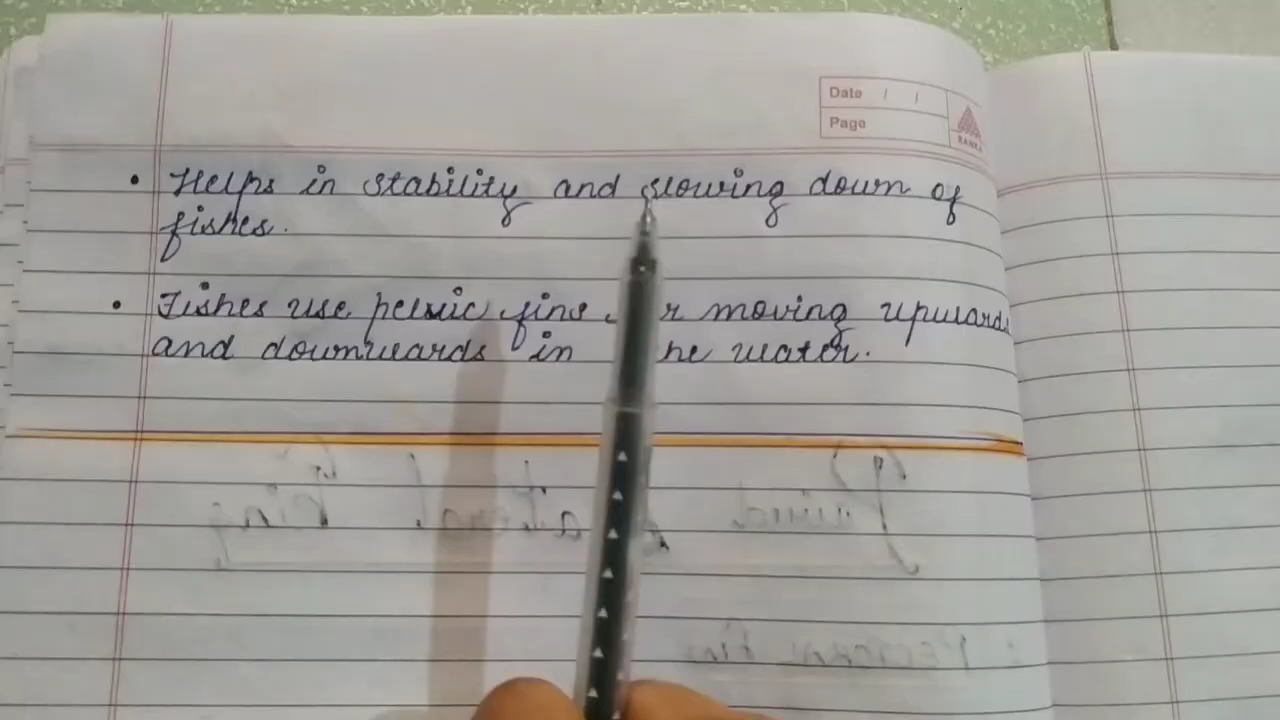 Date / /
Page
RANKA
• Helps in stability and slowing down of
fishes.
• Fishes use pelvic fins moving upwards
and downwards in water.